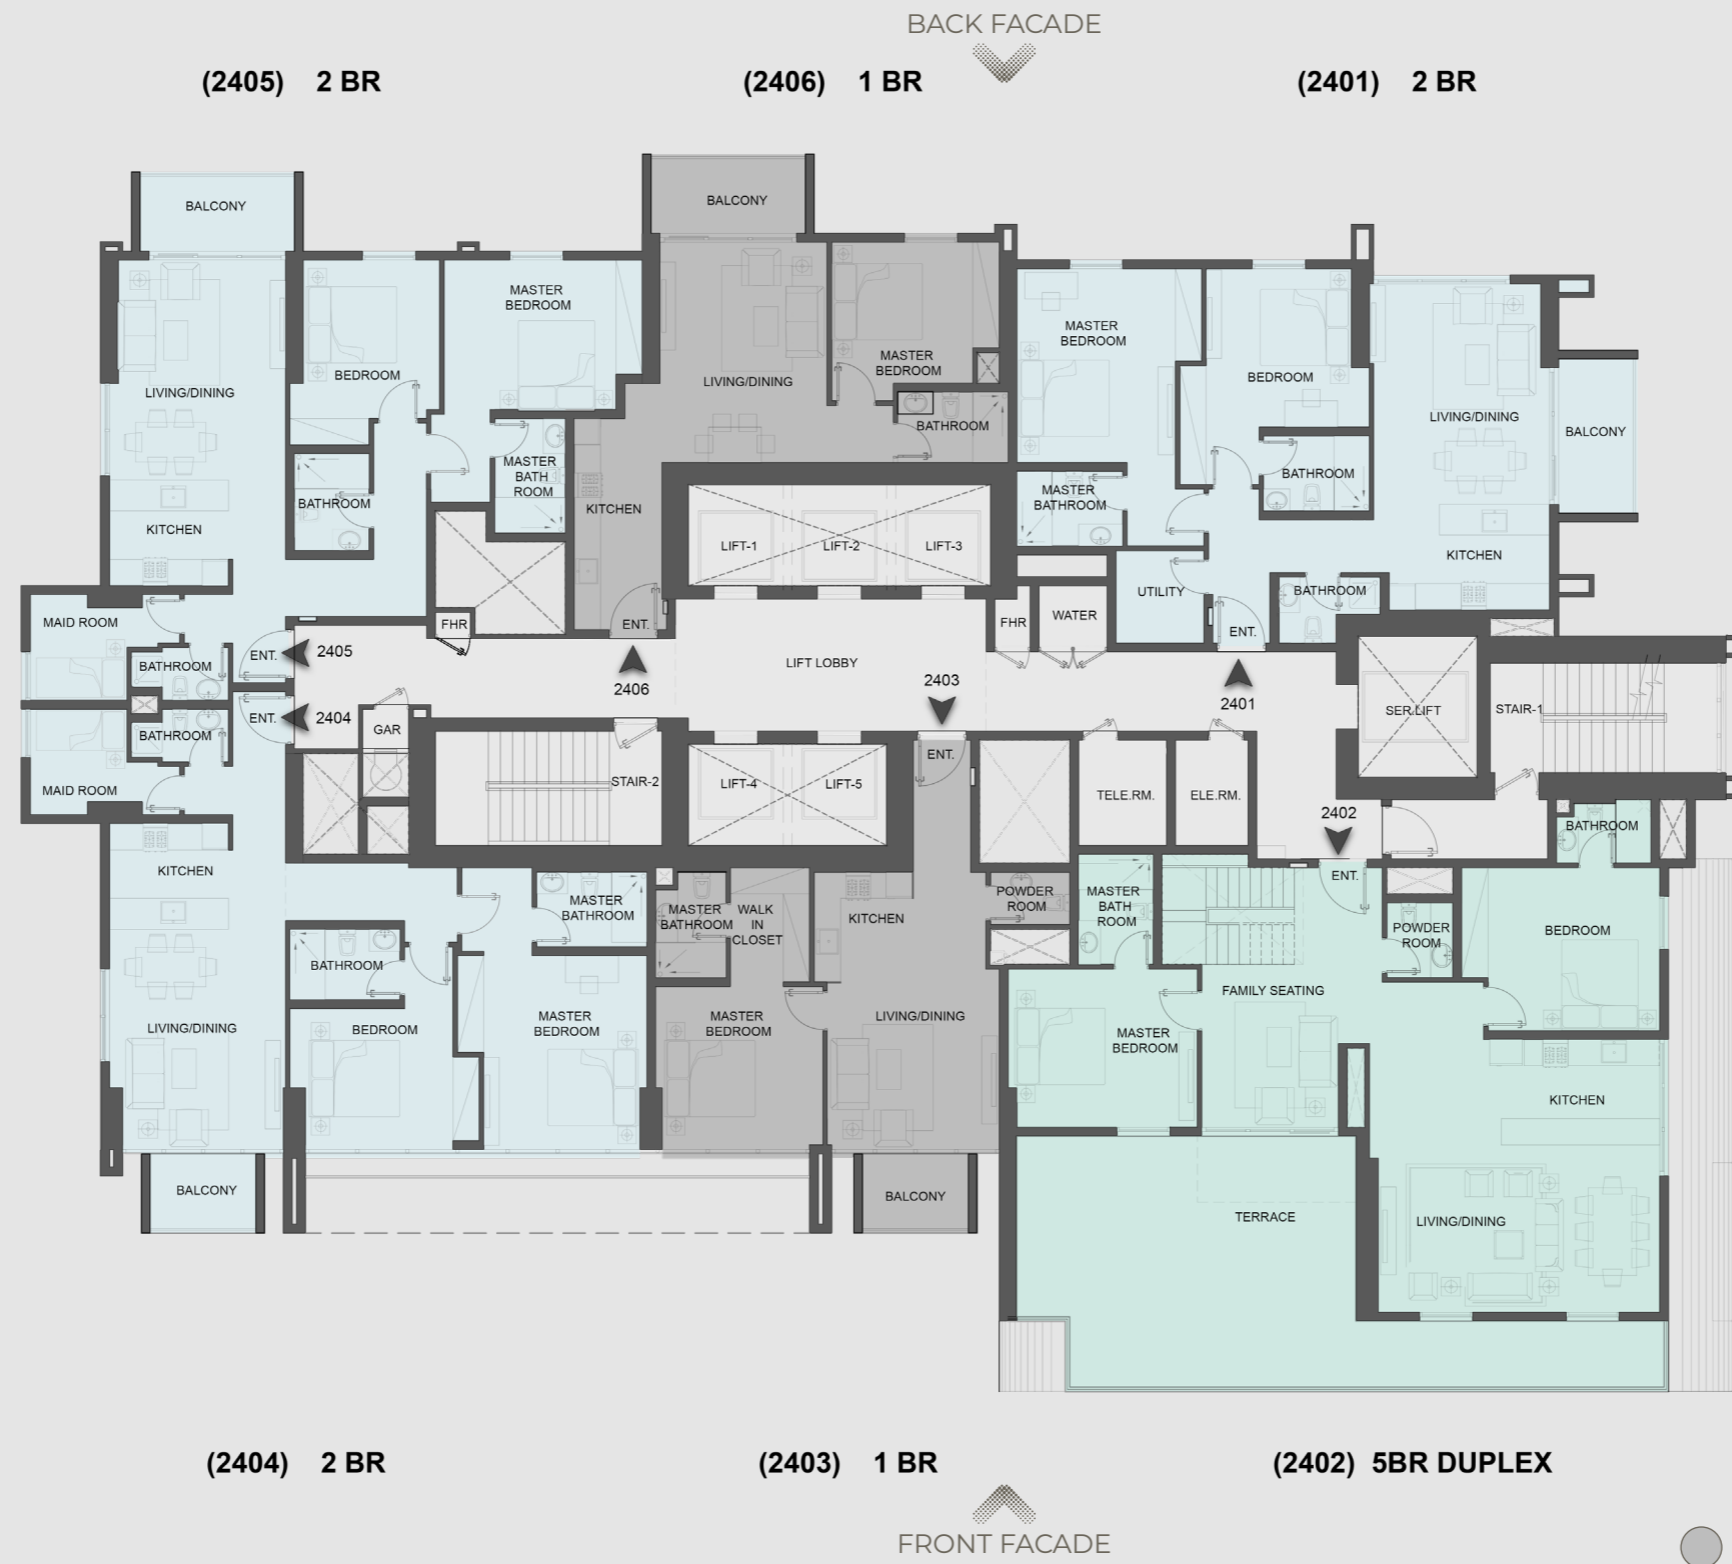 BACK FACADE
(2405) 2 BR
(2406) 1 BR
(2401) 2 BR
BALCONY
BEDROOM
MASTER
BEDROOM
LIVING/DINING
BATHROOM
MASTER
BATH
ROOM
KITCHEN
MAID ROOM
BATHROOM
ENT.
2405
FHR
BALCONY
LIVING/DINING
MASTER
BEDROOM
BATHROOM
KITCHEN
ENT.
2406
MASTER
BEDROOM
BEDROOM
LIVING/DINING
BALCONY
MASTER
BATHROOM
BATHROOM
KITCHEN
UTILITY
BATHROOM
ENT.
2401
LIFT-1
LIFT-2
LIFT-3
FHR
WATER
LIFT LOBBY
2403
SER.LIFT
STAIR-1
ENT.
2404
BATHROOM
MAID ROOM
GAR
STAIR-2
LIFT-4
LIFT-5
ENT.
TELE.RM.
ELE.RM.
2402
KITCHEN
MASTER
BATHROOM
BATHROOM
LIVING/DINING
BEDROOM
MASTER
BEDROOM
BALCONY
MASTER
BATHROOM
WALK
IN
CLOSET
KITCHEN
POWDER
ROOM
MASTER
BEDROOM
LIVING/DINING
BALCONY
BATHROOM
ENT.
MASTER
BATH
ROOM
POWDER
ROOM
BEDROOM
FAMILY SEATING
MASTER
BEDROOM
KITCHEN
TERRACE
LIVING/DINING
(2404) 2 BR
(2403) 1 BR
(2402) 5BR DUPLEX
FRONT FACADE